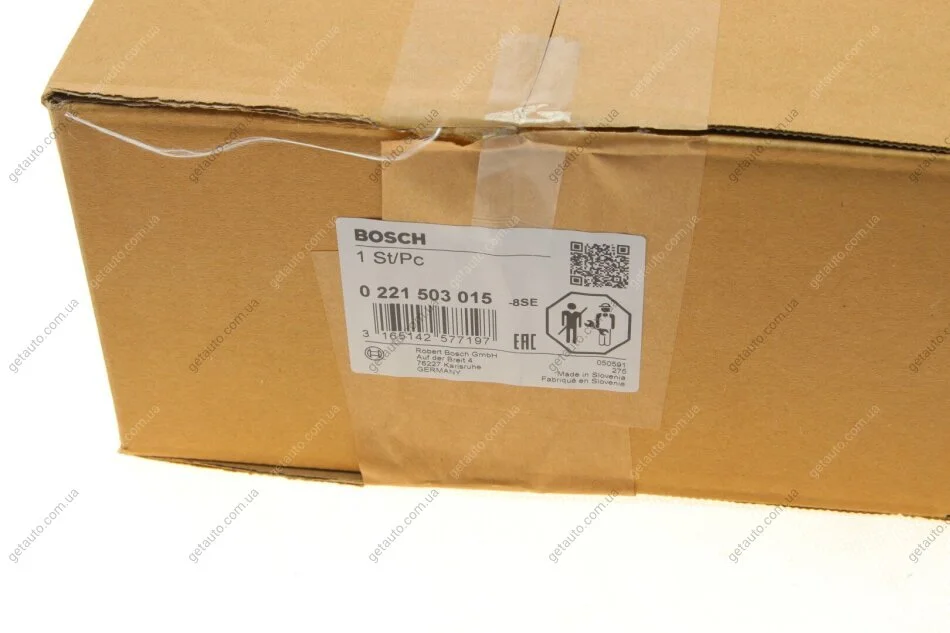 BOSCH
1 St/Pc
0 221 503 015
-8SE
3 165142 577197
EAC
Robert Bosch GmbH
Auf der Breit 4
76227 Karlsruhe
GERMANY
050591
276
Made in Slovenia
Fabriqué en Slovenia
getauto.com.ua